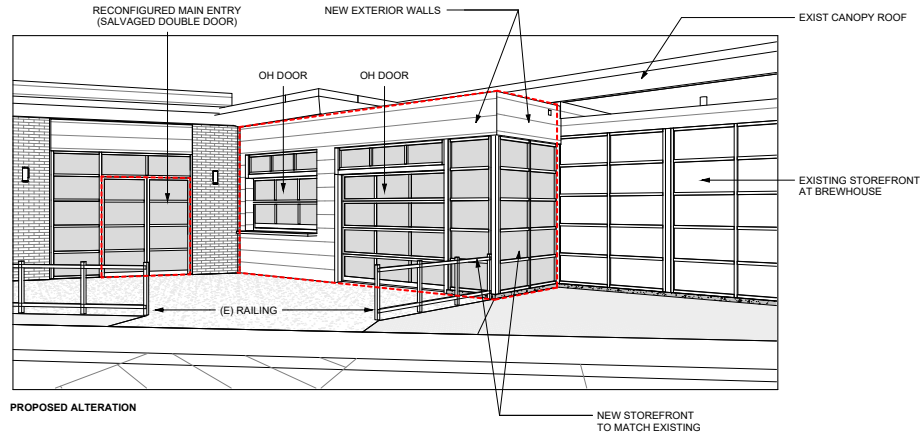 RECONFIGURED MAIN ENTRY
(SALVAGED DOUBLE DOOR)
NEW EXTERIOR WALLS
EXIST CANOPY ROOF
OH DOOR
OH DOOR
EXISTING STOREFRONT
AT BREWHOUSE
(E) RAILING
PROPOSED ALTERATION
NEW STOREFRONT
TO MATCH EXISTING